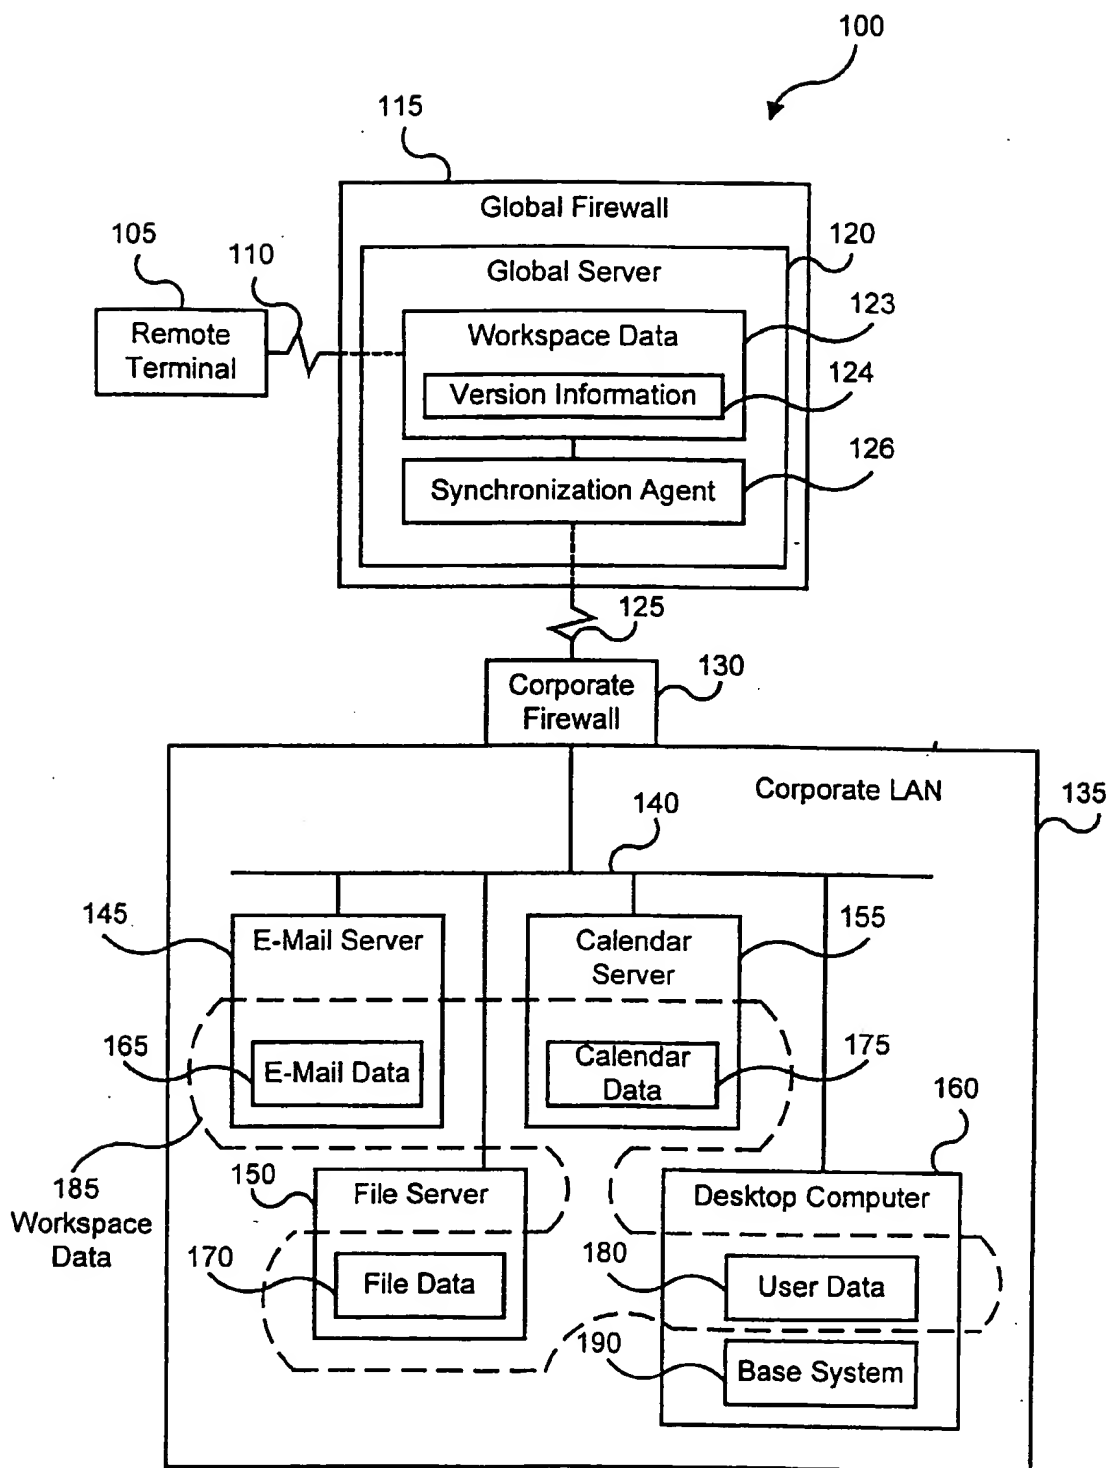 100
115
Global Firewall
105
110
120
Global Server
123
Remote
Terminal
Workspace Data
124
Version Information
126
Synchronization Agent
125
130
Corporate
Firewall
Corporate LAN
135
140
145
E-Mail Server
Calendar
Server
155
165
E-Mail Data
Calendar
Data
175
160
185
Workspace
Data
150
File Server
Desktop Computer
170
File Data
180
User Data
190
Base System